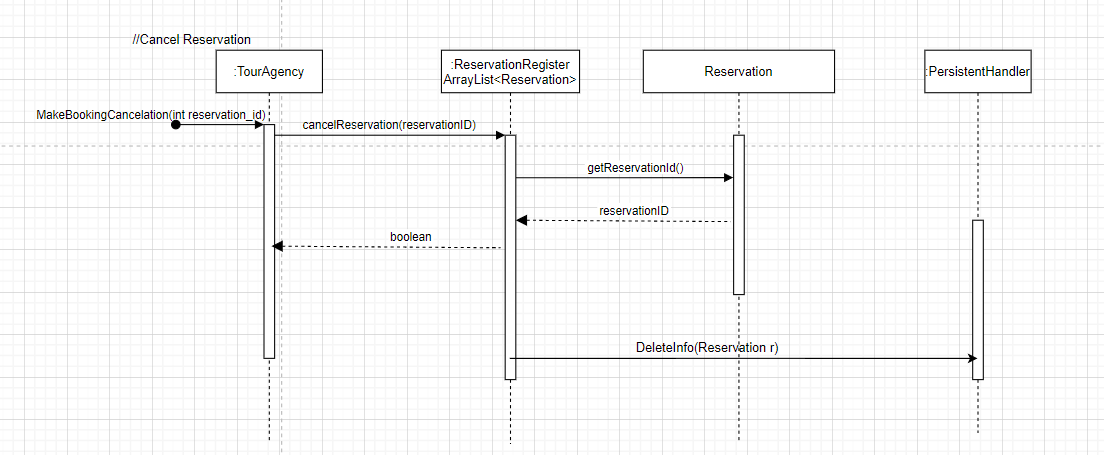 //Cancel Reservation
:TourAgency
:ReservationRegister
ArrayList<Reservation>
Reservation
:PersistentHandler
MakeBookingCancelation(int reservation_id)
cancelReservation(reservationID)
getReservationId()
reservationID
boolean
DeleteInfo(Reservation r)